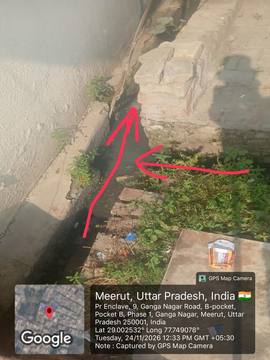 GPS Map Camera
Meerut, Uttar Pradesh, India 🇮🇳
Pr Enclave, 9, Ganga Nagar Road, B-pocket,
Pocket B, Phase 1, Ganga Nagar, Meerut, Uttar
Pradesh 250001, India
Lat 29.002532° Long 77.749078°
Tuesday, 24/11/2026 12:33 PM GMT +05:30
Note : Captured by GPS Map Camera
Google